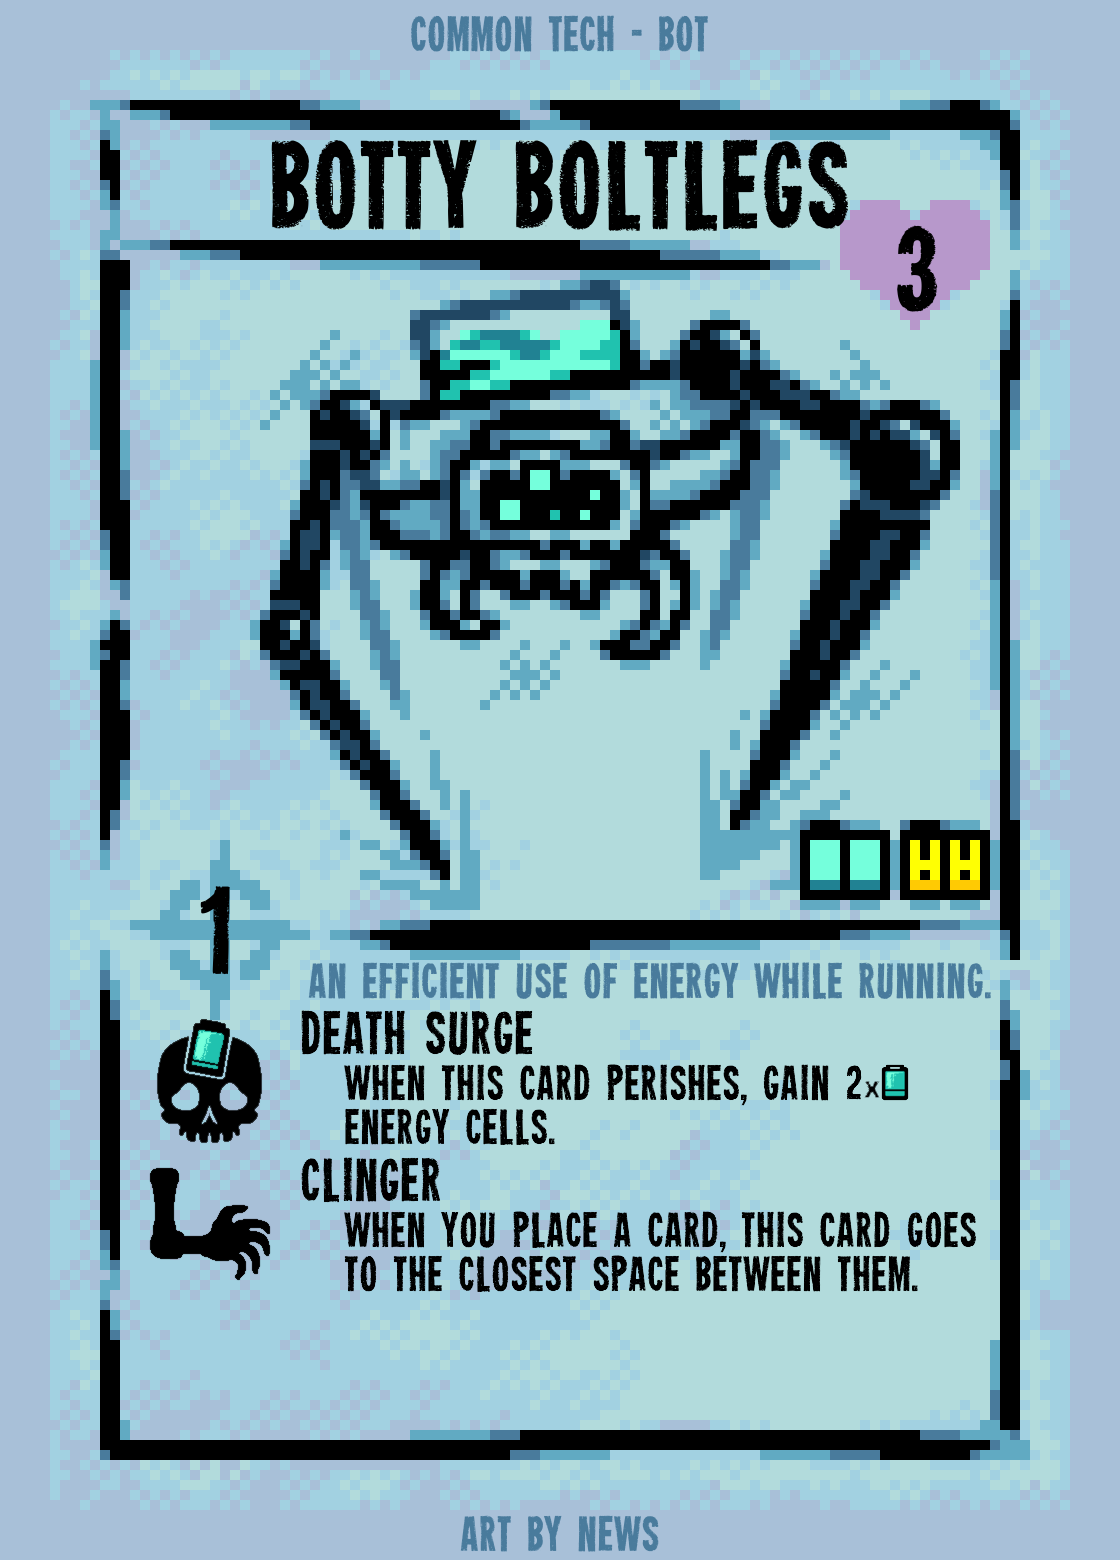 COMMON TECH - BOT
BOTTY BOLTLEGS
3
1
AN EFFICIENT USE OF ENERGY WHILE RUNNING.
DEATH SURGE
WHEN THIS CARD PERISHES, GAIN 2x
ENERGY CELLS.
CLINGER
WHEN YOU PLACE A CARD, THIS CARD GOES
TO THE CLOSEST SPACE BETWEEN THEM.
ART BY NEWS